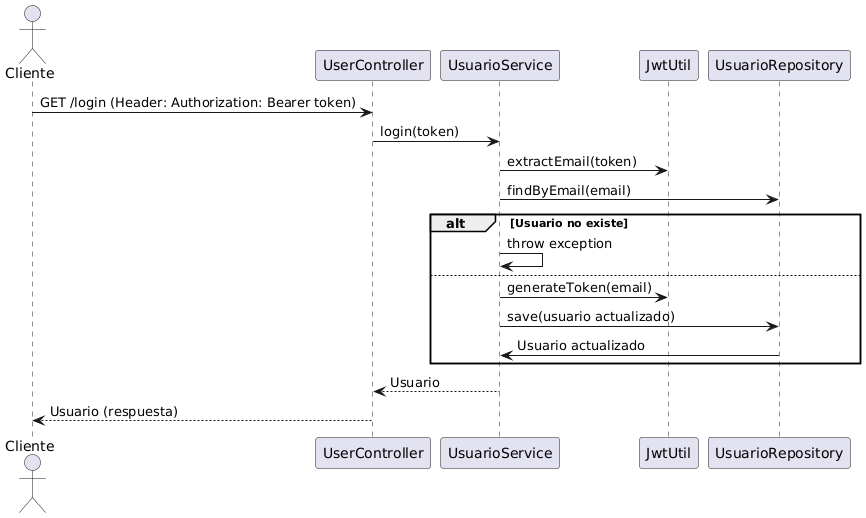 Cliente
UserController
UsuarioService
JwtUtil
UsuarioRepository
GET /login (Header: Authorization: Bearer token)
login(token)
extractEmail(token)
findByEmail(email)
alt
[Usuario no existe]
throw exception
generateToken(email)
save(usuario actualizado)
Usuario actualizado
Usuario
Usuario (respuesta)
Cliente
UserController
UsuarioService
JwtUtil
UsuarioRepository